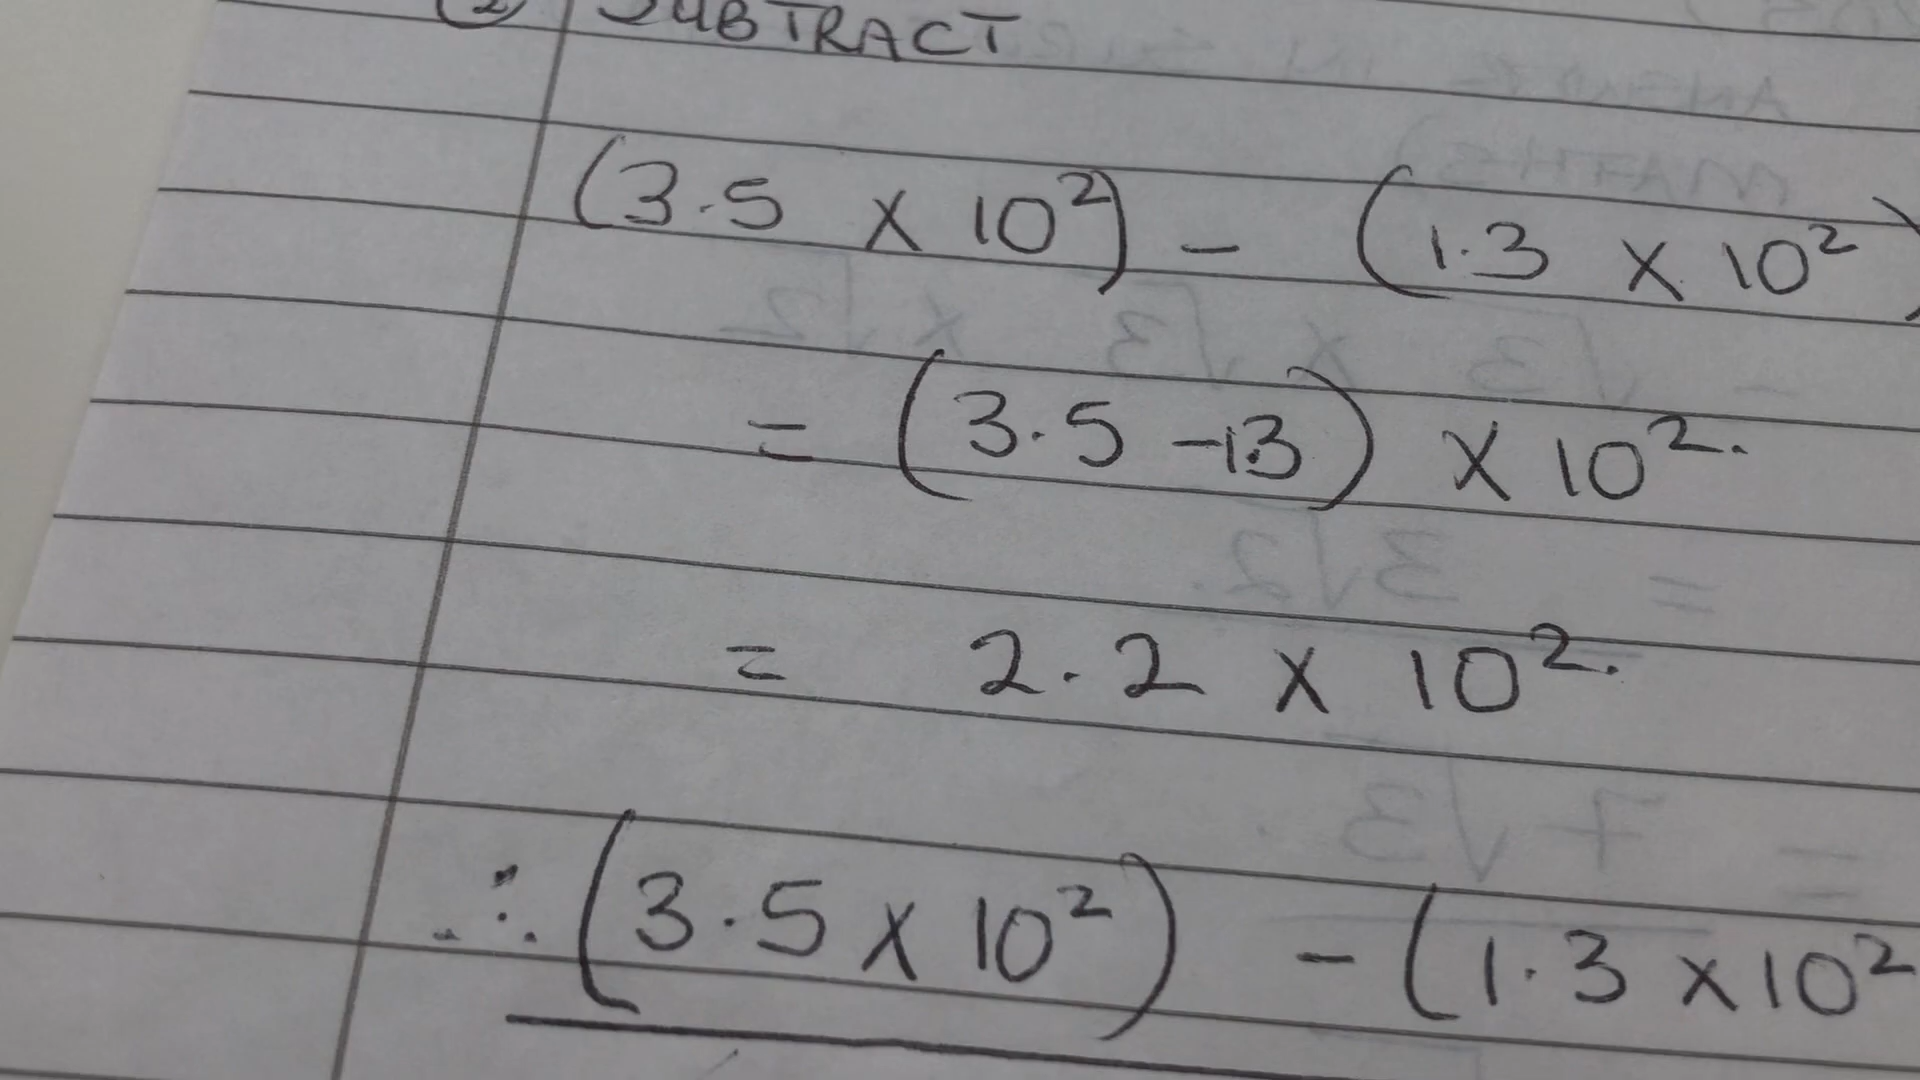 ② SUBTRACT
(3.5 x 10²) - (1.3 x 10²)
= (3.5 - 1.3) x 10².
= 2.2 x 10².
∴ (3.5 x 10²) - (1.3 x 10²